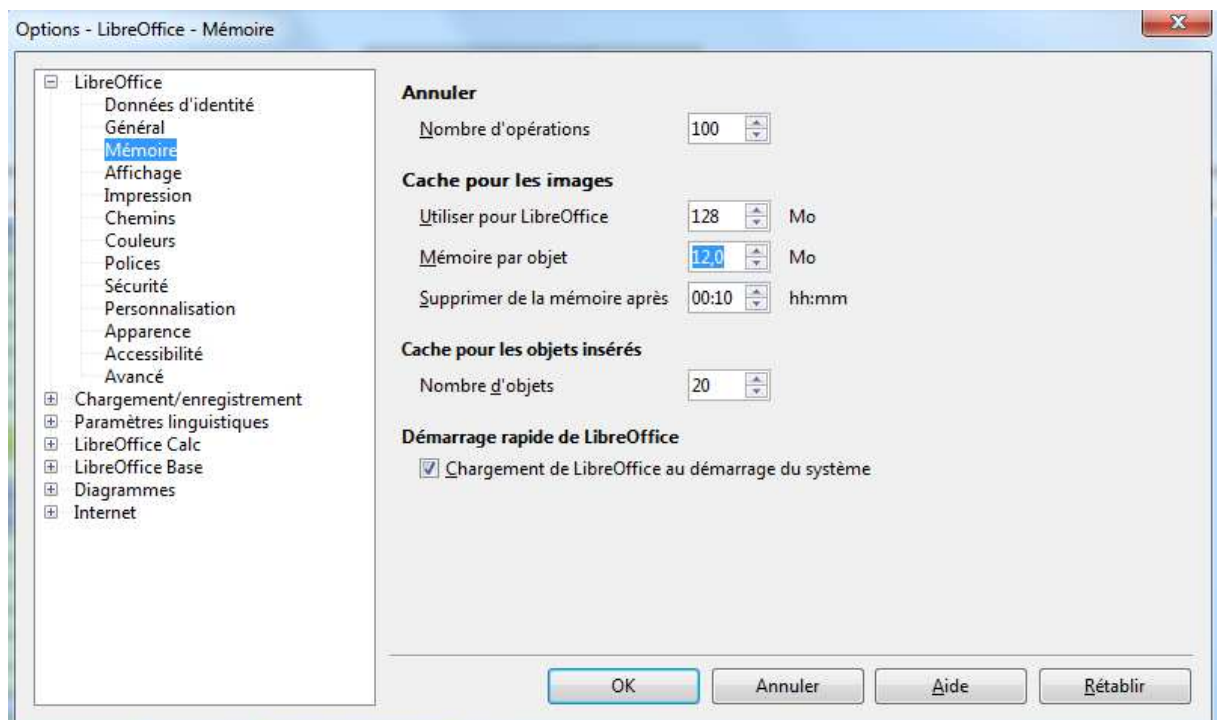 Options - LibreOffice - Mémoire
LibreOffice
Données d'identité
Général
Mémoire
Affichage
Impression
Chemins
Couleurs
Polices
Sécurité
Personnalisation
Apparence
Accessibilité
Avancé
Chargement/enregistrement
Paramètres linguistiques
LibreOffice Calc
LibreOffice Base
Diagrammes
Internet
Annuler
Nombre d'opérations 100
Cache pour les images
Utiliser pour LibreOffice 128 Mo
Mémoire par objet 12,0 Mo
Supprimer de la mémoire après 00:10 hh:mm
Cache pour les objets insérés
Nombre d'objets 20
Démarrage rapide de LibreOffice
Chargement de LibreOffice au démarrage du système
OK Annuler Aide Rétablir